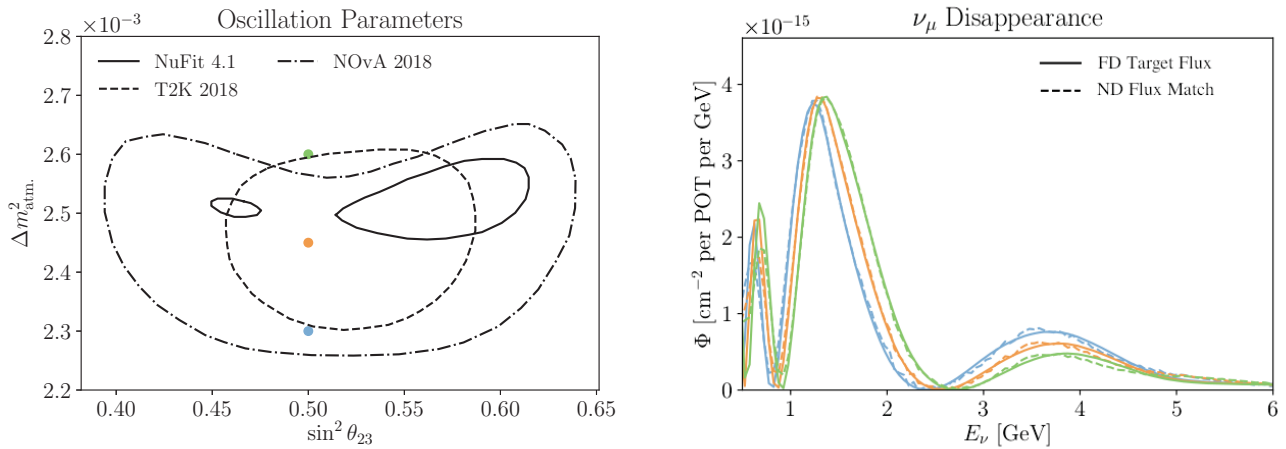 Oscillation Parameters
×10⁻³
2.8
2.7
2.6
2.5
2.4
2.3
2.2
Δm²atm.
NuFit 4.1
T2K 2018
NOvA 2018
0.40
0.45
0.50
0.55
0.60
0.65
sin² θ₂₃
νμ Disappearance
×10⁻¹⁵
4
3
2
1
0
Φ [cm⁻² per POT per GeV]
FD Target Flux
ND Flux Match
1
2
3
4
5
6
Eν [GeV]